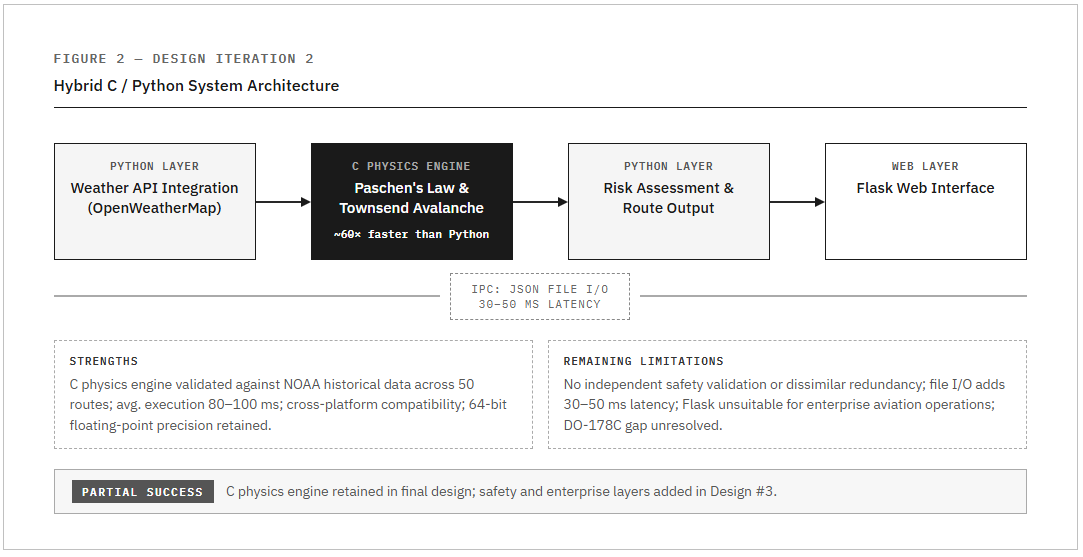 FIGURE 2 — DESIGN ITERATION 2
Hybrid C / Python System Architecture
PYTHON LAYER
Weather API Integration
(OpenWeatherMap)
C PHYSICS ENGINE
Paschen's Law &
Townsend Avalanche
~60× faster than Python
PYTHON LAYER
Risk Assessment &
Route Output
WEB LAYER
Flask Web Interface
IPC: JSON FILE I/O
30–50 MS LATENCY
STRENGTHS
C physics engine validated against NOAA historical data across 50
routes; avg. execution 80–100 ms; cross-platform compatibility; 64-bit
floating-point precision retained.
REMAINING LIMITATIONS
No independent safety validation or dissimilar redundancy; file I/O adds
30–50 ms latency; Flask unsuitable for enterprise aviation operations;
DO-178C gap unresolved.
PARTIAL SUCCESS
C physics engine retained in final design; safety and enterprise layers added in Design #3.